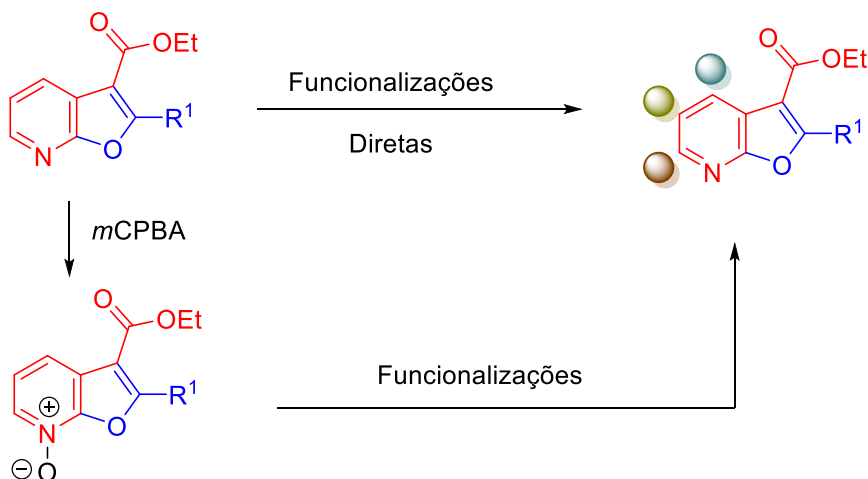 O
OEt
N
O
R¹
Funcionalizações
Diretas
O
OEt
N
O
R¹
mCPBA
O
OEt
N
O
R¹
⊕
⊖
O
Funcionalizações